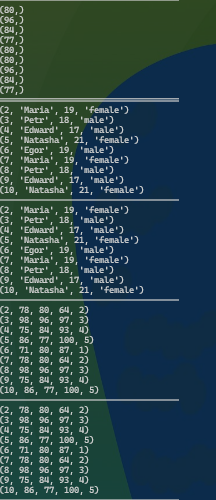 (80,)
(96,)
(84,)
(77,)
(80,)
(80,)
(96,)
(84,)
(77,)
(2, 'Maria', 19, 'female')
(3, 'Petr', 18, 'male')
(4, 'Edward', 17, 'male')
(5, 'Natasha', 21, 'female')
(6, 'Egor', 19, 'male')
(7, 'Maria', 19, 'female')
(8, 'Petr', 18, 'male')
(9, 'Edward', 17, 'male')
(10, 'Natasha', 21, 'female')
(2, 'Maria', 19, 'female')
(3, 'Petr', 18, 'male')
(4, 'Edward', 17, 'male')
(5, 'Natasha', 21, 'female')
(6, 'Egor', 19, 'male')
(7, 'Maria', 19, 'female')
(8, 'Petr', 18, 'male')
(9, 'Edward', 17, 'male')
(10, 'Natasha', 21, 'female')
(2, 78, 80, 64, 2)
(3, 98, 96, 97, 3)
(4, 75, 84, 93, 4)
(5, 86, 77, 100, 5)
(6, 71, 80, 87, 1)
(7, 78, 80, 64, 2)
(8, 98, 96, 97, 3)
(9, 75, 84, 93, 4)
(10, 86, 77, 100, 5)
(2, 78, 80, 64, 2)
(3, 98, 96, 97, 3)
(4, 75, 84, 93, 4)
(5, 86, 77, 100, 5)
(6, 71, 80, 87, 1)
(7, 78, 80, 64, 2)
(8, 98, 96, 97, 3)
(9, 75, 84, 93, 4)
(10, 86, 77, 100, 5)